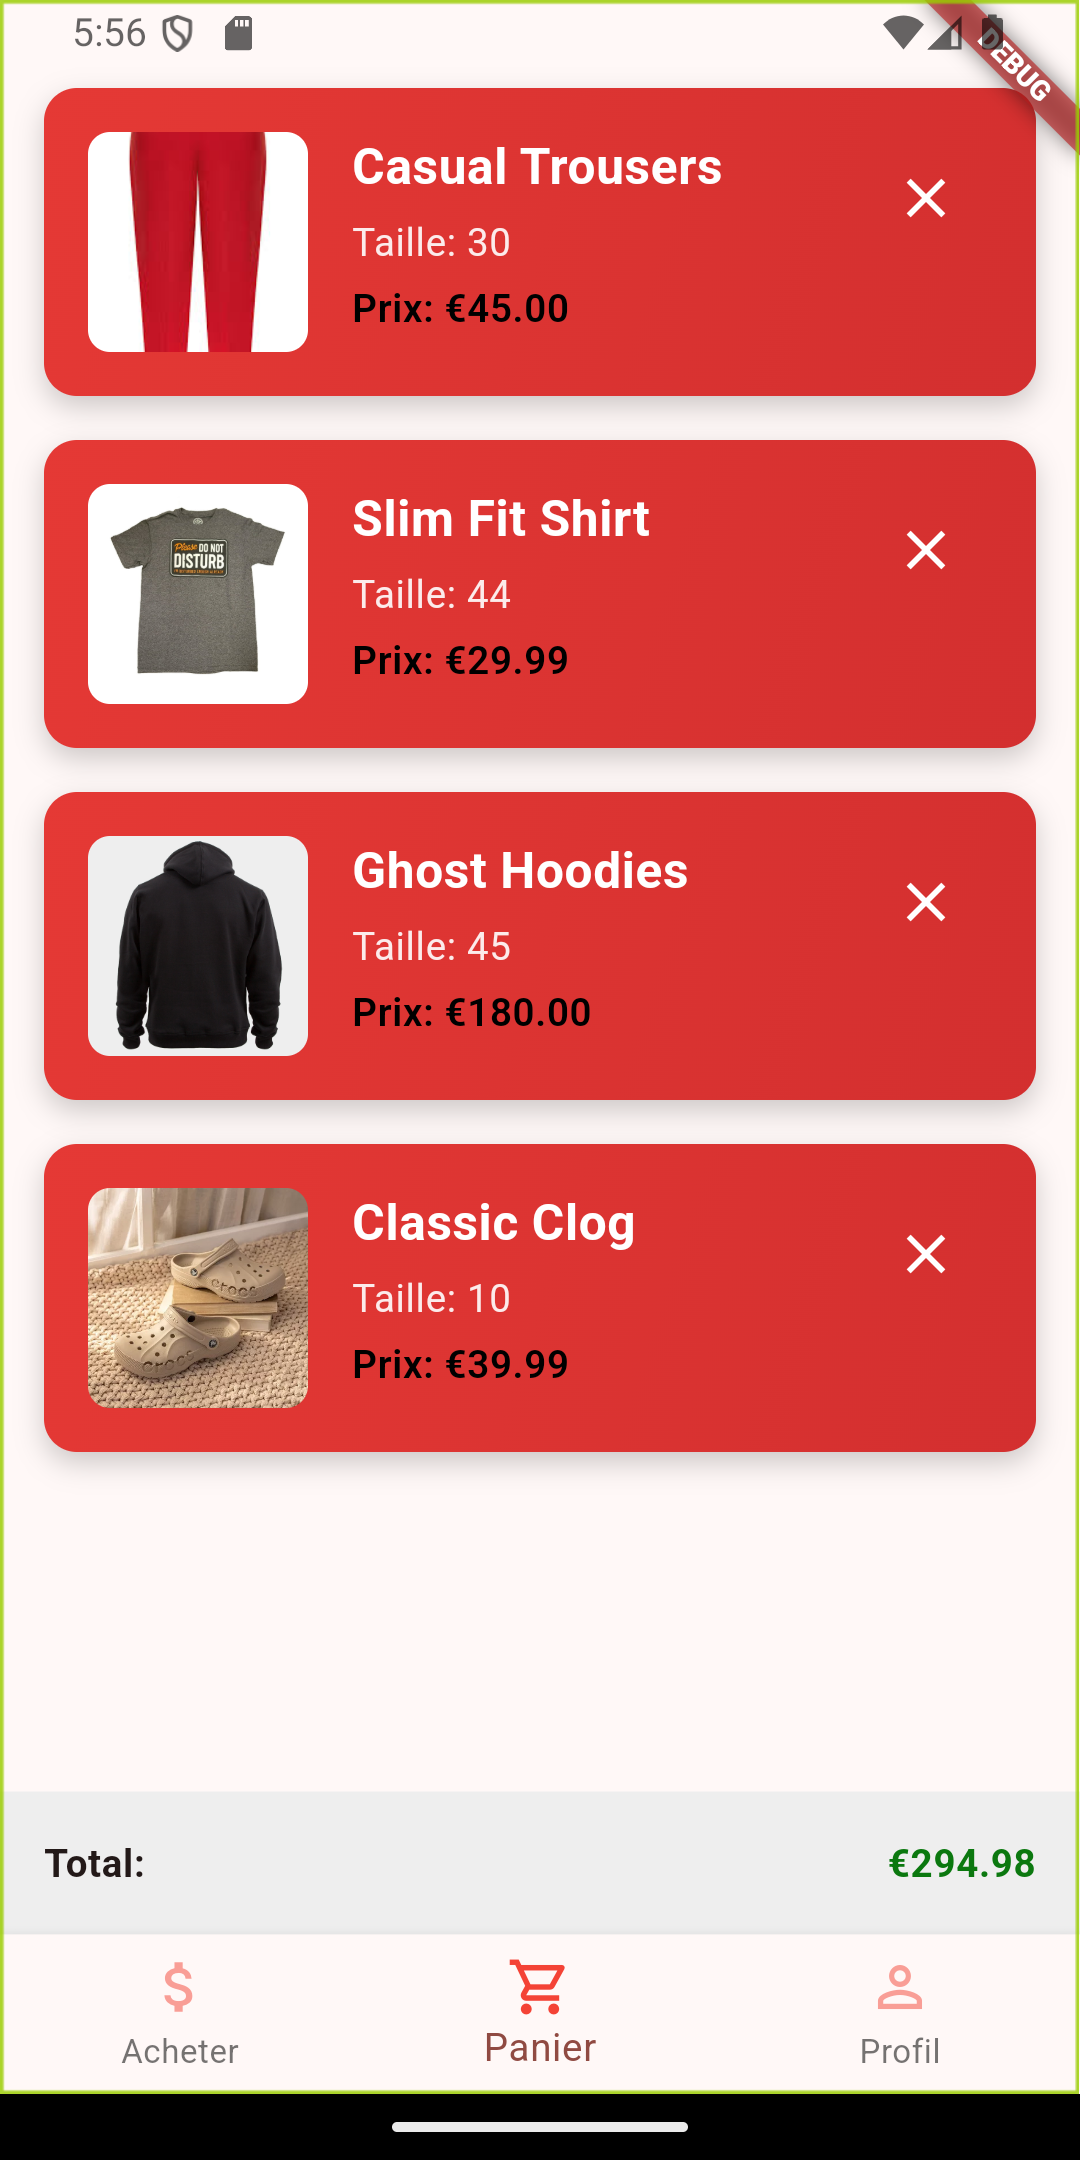 5:56
DEBUG
Casual Trousers
Taille: 30
Prix: €45.00
Please DO NOT
DISTURB
Slim Fit Shirt
Taille: 44
Prix: €29.99
Ghost Hoodies
Taille: 45
Prix: €180.00
crocs
crocs
Classic Clog
Taille: 10
Prix: €39.99
Total:
€294.98
Acheter
Panier
Profil